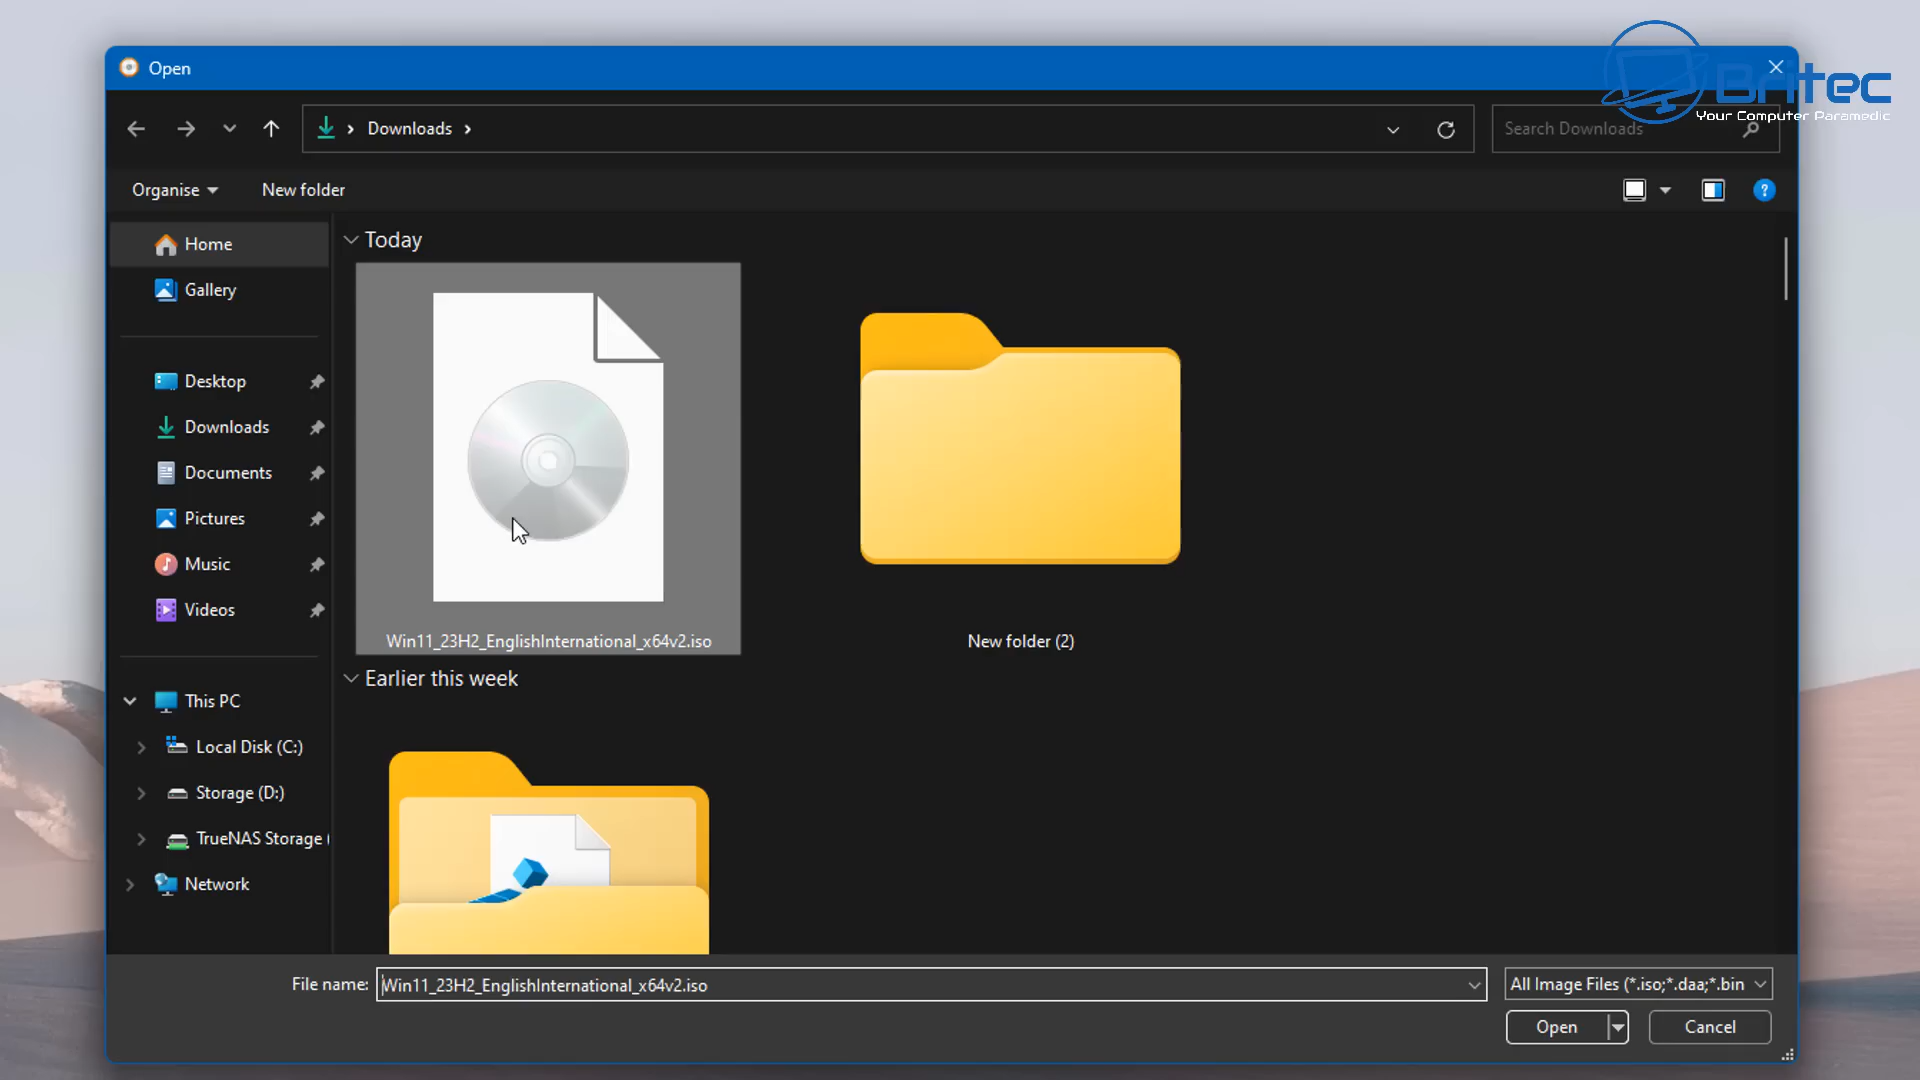 Open
Britec
Your Computer Paramedic
Downloads
Search Downloads
Organise
New folder
Home
Gallery
Desktop
Downloads
Documents
Pictures
Music
Videos
This PC
Local Disk (C:)
Storage (D:)
TrueNAS Storage (
Network
Today
Win11_23H2_EnglishInternational_x64v2.iso
New folder (2)
Earlier this week
File name:
Win11_23H2_EnglishInternational_x64v2.iso
All Image Files (*.iso;*.daa;*.bin
Open
Cancel